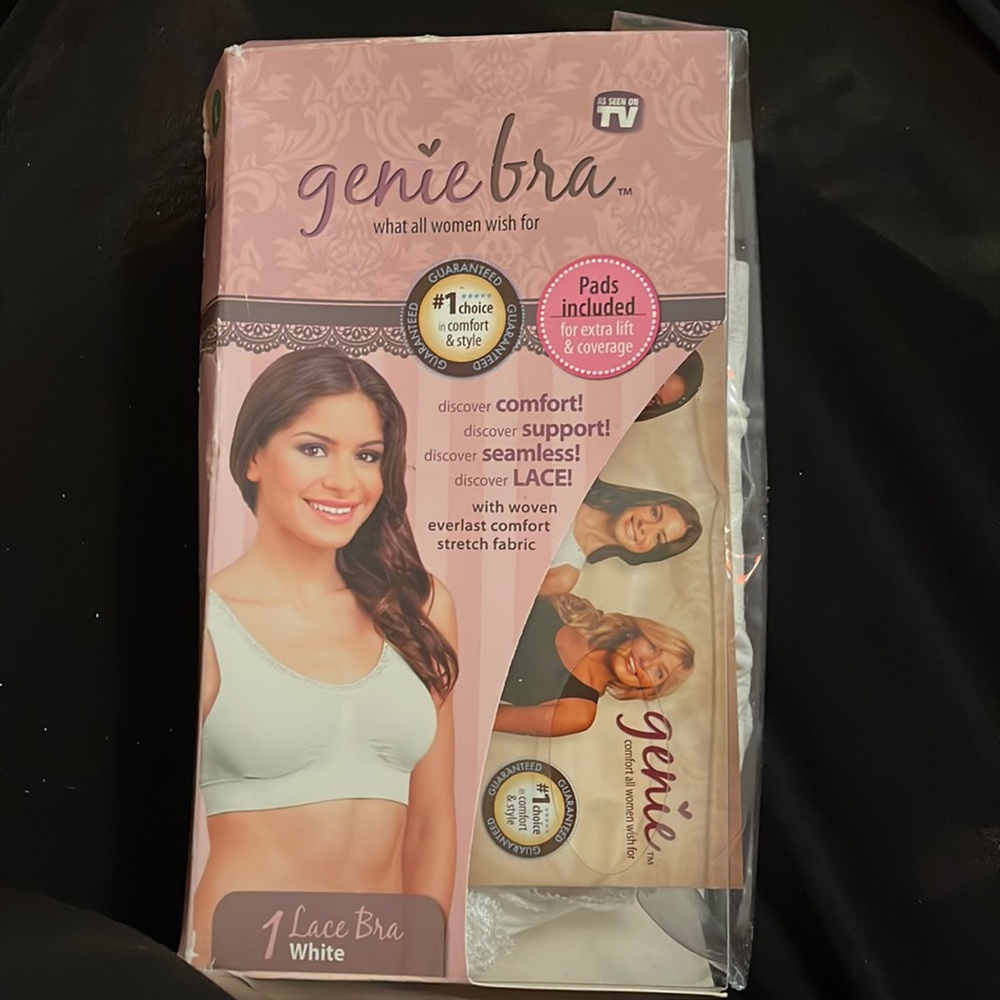 AS SEEN ON
TV
genie bra™
what all women wish for
GUARANTEED
GUARANTEED
GUARANTEED
#1 choice
in comfort
& style
Pads
included
for extra lift
& coverage
discover comfort!
discover support!
discover seamless!
discover LACE!
with woven
everlast comfort
stretch fabric
genie™
comfort all women wish for
GUARANTEED
GUARANTEED
GUARANTEED
#1 choice
in comfort
& style
1 Lace Bra
White